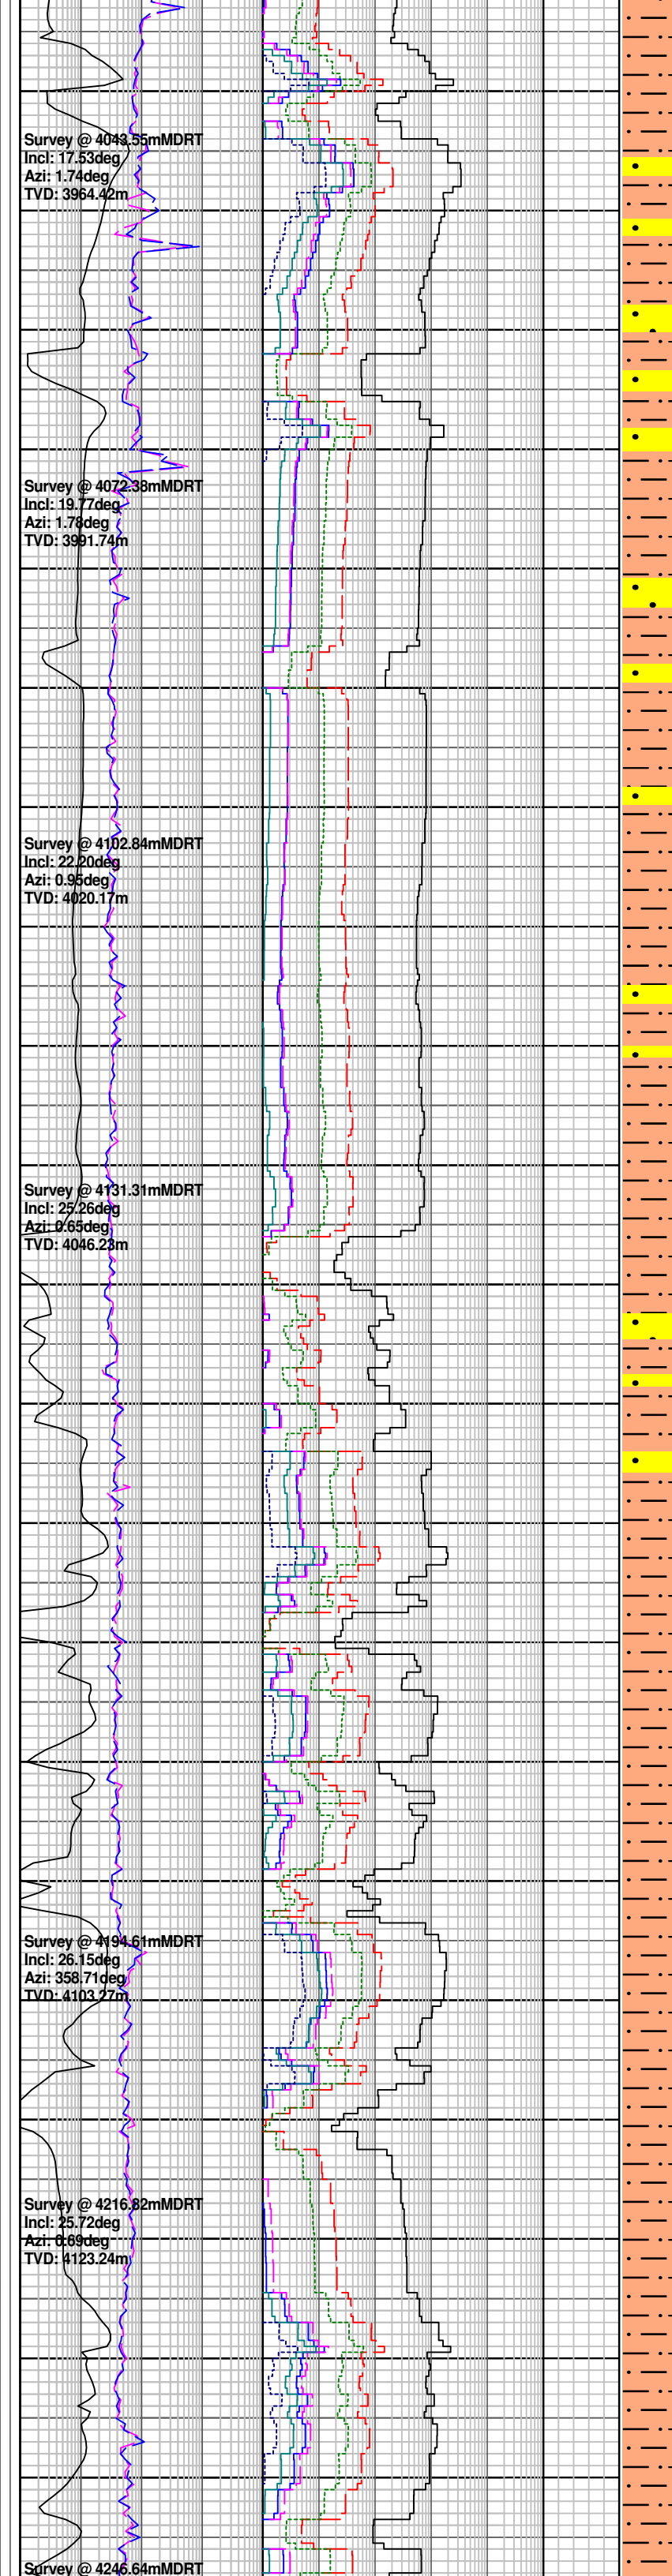 Survey @ 4043.55mMDRT
Incl: 17.53deg
Azi: 1.74deg
TVD: 3964.42m
Survey @ 4072.38mMDRT
Incl: 19.77deg
Azi: 1.78deg
TVD: 3991.74m
Survey @ 4102.84mMDRT
Incl: 22.20deg
Azi: 0.95deg
TVD: 4020.17m
Survey @ 4131.31mMDRT
Incl: 25.26deg
Azi: 0.65deg
TVD: 4046.23m
Survey @ 4194.61mMDRT
Incl: 26.15deg
Azi: 358.71deg
TVD: 4103.27m
Survey @ 4216.82mMDRT
Incl: 25.72deg
Azi: 0.69deg
TVD: 4123.24m
Survey @ 4246.64mMDRT